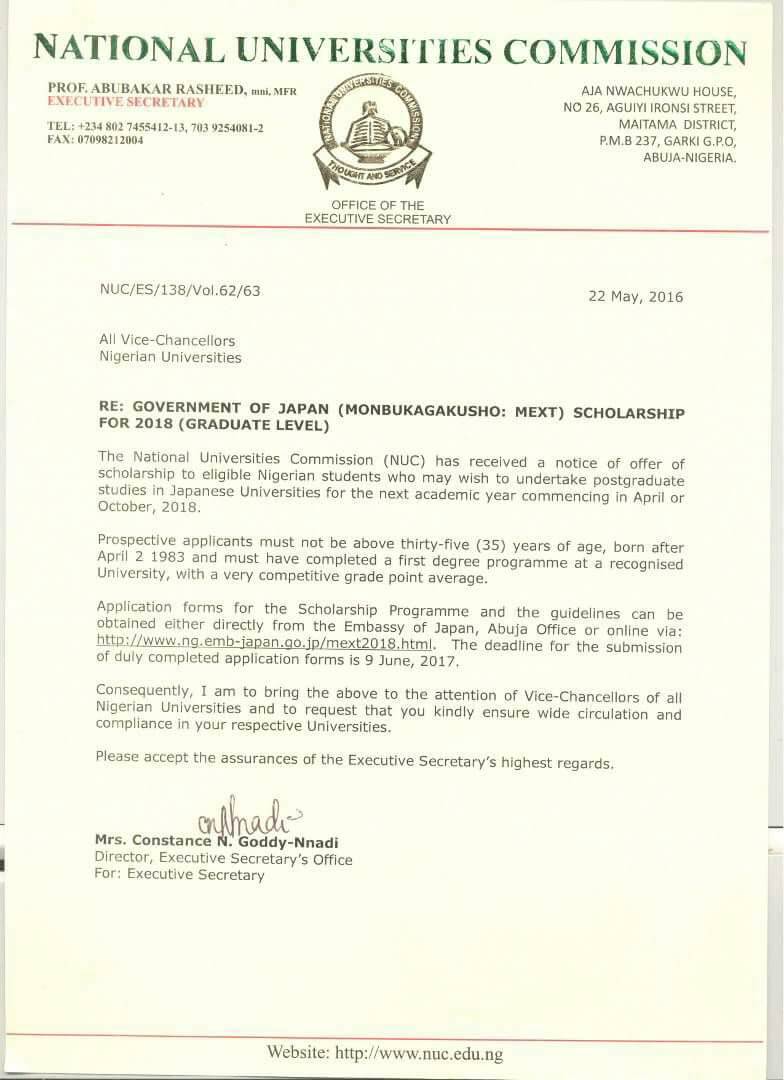 NATIONAL UNIVERSITIES COMMISSION
PROF. ABUBAKAR RASHEED, mni, MFR
EXECUTIVE SECRETARY
TEL: +234 802 7455412-13, 703 9254081-2
FAX: 07098212004
NATIONAL UNIVERSITIES COMMISSION
THOUGHT AND SERVICE
OFFICE OF THE
EXECUTIVE SECRETARY
AJA NWACHUKWU HOUSE,
NO 26, AGUIYI IRONSI STREET,
MAITAMA DISTRICT,
P.M.B 237, GARKI G.P.O,
ABUJA-NIGERIA.
NUC/ES/138/Vol.62/63
22 May, 2016
All Vice-Chancellors
Nigerian Universities
RE: GOVERNMENT OF JAPAN (MONBUKAGAKUSHO: MEXT) SCHOLARSHIP
FOR 2018 (GRADUATE LEVEL)
The National Universities Commission (NUC) has received a notice of offer of
scholarship to eligible Nigerian students who may wish to undertake postgraduate
studies in Japanese Universities for the next academic year commencing in April or
October, 2018.
Prospective applicants must not be above thirty-five (35) years of age, born after
April 2 1983 and must have completed a first degree programme at a recognised
University, with a very competitive grade point average.
Application forms for the Scholarship Programme and the guidelines can be
obtained either directly from the Embassy of Japan, Abuja Office or online via:
http://www.ng.emb-japan.go.jp/mext2018.html. The deadline for the submission
of duly completed application forms is 9 June, 2017.
Consequently, I am to bring the above to the attention of Vice-Chancellors of all
Nigerian Universities and to request that you kindly ensure wide circulation and
compliance in your respective Universities.
Please accept the assurances of the Executive Secretary's highest regards.
Mrs. Constance N. Goddy-Nnadi
Director, Executive Secretary's Office
For: Executive Secretary
Website: http://www.nuc.edu.ng